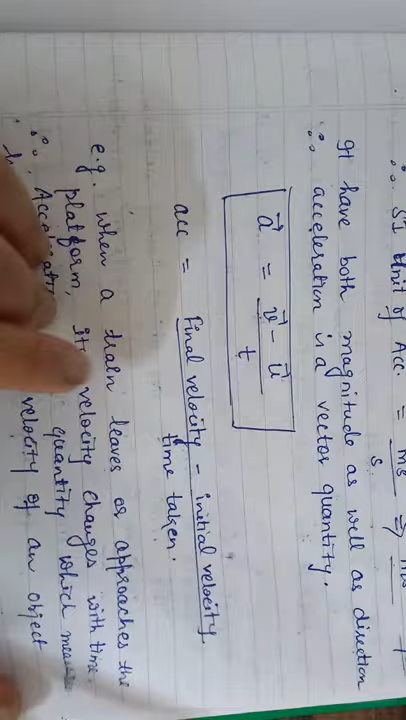 ∴ SI Unit of Acc. = ms s ⇒
It have both magnitude as well as direction
∴ acceleration is a vector quantity.
a⃗ = v⃗ - u⃗
t
acc = Final velocity - initial velocity
time taken.
e.g. when a train leaves or approaches the
platform, its velocity changes with time
∴ quantity which
velocity of an object